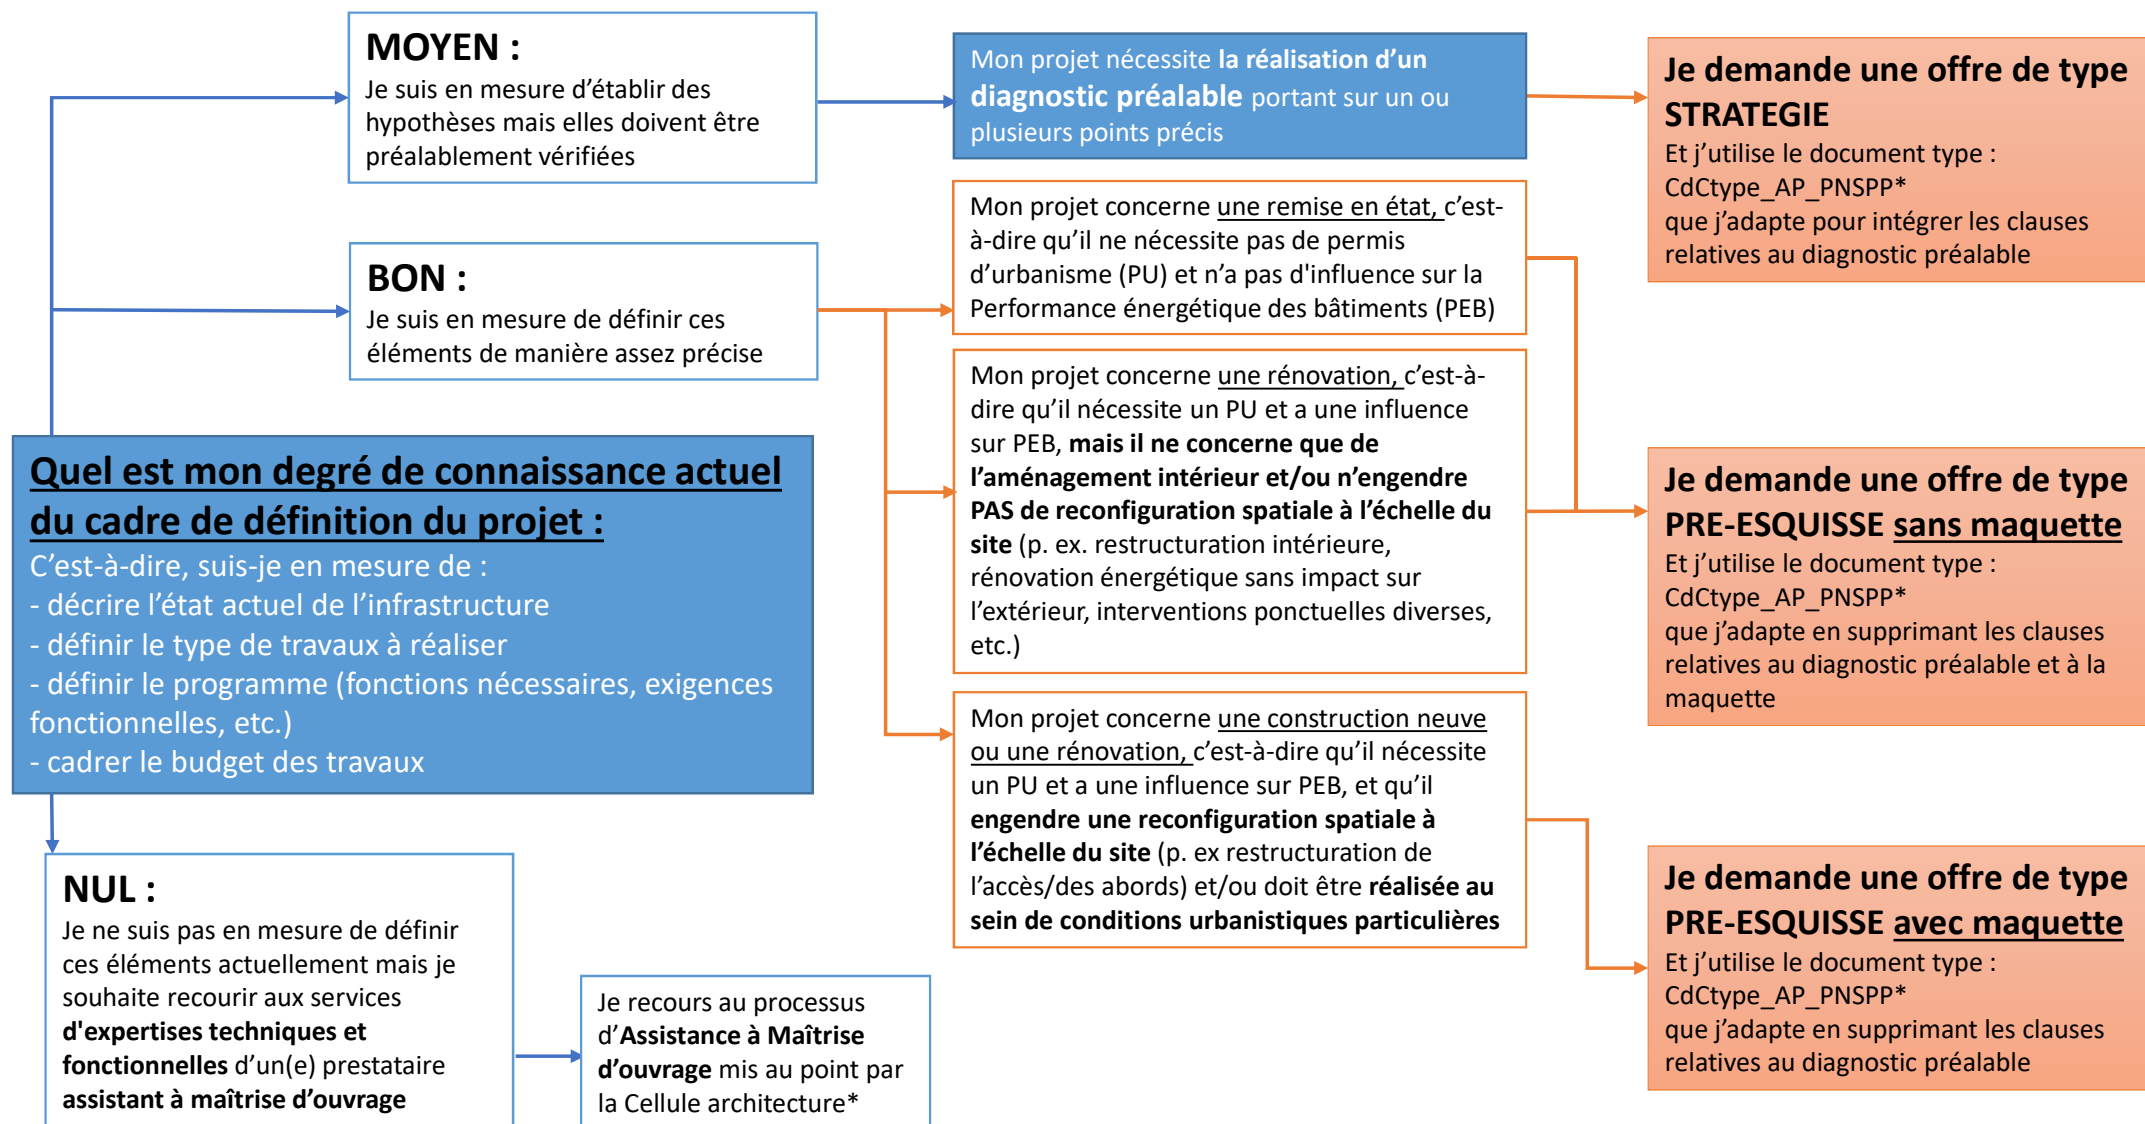 MOYEN :
Je suis en mesure d’établir des
hypothèses mais elles doivent être
préalablement vérifiées
Mon projet nécessite la réalisation d’un
diagnostic préalable portant sur un ou
plusieurs points précis
Je demande une offre de type
STRATEGIE
Et j’utilise le document type :
CdCtype_AP_PNSPP*
que j’adapte pour intégrer les clauses
relatives au diagnostic préalable
BON :
Je suis en mesure de définir ces
éléments de manière assez précise
Mon projet concerne une remise en état, c’est-
à-dire qu’il ne nécessite pas de permis
d’urbanisme (PU) et n’a pas d'influence sur la
Performance énergétique des bâtiments (PEB)
Mon projet concerne une rénovation, c’est-à-
dire qu’il nécessite un PU et a une influence
sur PEB, mais il ne concerne que de
l’aménagement intérieur et/ou n’engendre
PAS de reconfiguration spatiale à l’échelle du
site (p. ex. restructuration intérieure,
rénovation énergétique sans impact sur
l’extérieur, interventions ponctuelles diverses,
etc.)
Je demande une offre de type
PRE-ESQUISSE sans maquette
Et j’utilise le document type :
CdCtype_AP_PNSPP*
que j’adapte en supprimant les clauses
relatives au diagnostic préalable et à la
maquette
Quel est mon degré de connaissance actuel
du cadre de définition du projet :
C’est-à-dire, suis-je en mesure de :
- décrire l’état actuel de l’infrastructure
- définir le type de travaux à réaliser
- définir le programme (fonctions nécessaires, exigences
fonctionnelles, etc.)
- cadrer le budget des travaux
Mon projet concerne une construction neuve
ou une rénovation, c’est-à-dire qu’il nécessite
un PU et a une influence sur PEB, et qu’il
engendre une reconfiguration spatiale à
l’échelle du site (p. ex restructuration de
l’accès/des abords) et/ou doit être réalisée au
sein de conditions urbanistiques particulières
Je demande une offre de type
PRE-ESQUISSE avec maquette
Et j’utilise le document type :
CdCtype_AP_PNSPP*
que j’adapte en supprimant les clauses
relatives au diagnostic préalable
NUL :
Je ne suis pas en mesure de définir
ces éléments actuellement mais je
souhaite recourir aux services
d'expertises techniques et
fonctionnelles d’un(e) prestataire
assistant à maîtrise d’ouvrage
Je recours au processus
d’Assistance à Maîtrise
d’ouvrage mis au point par
la Cellule architecture*